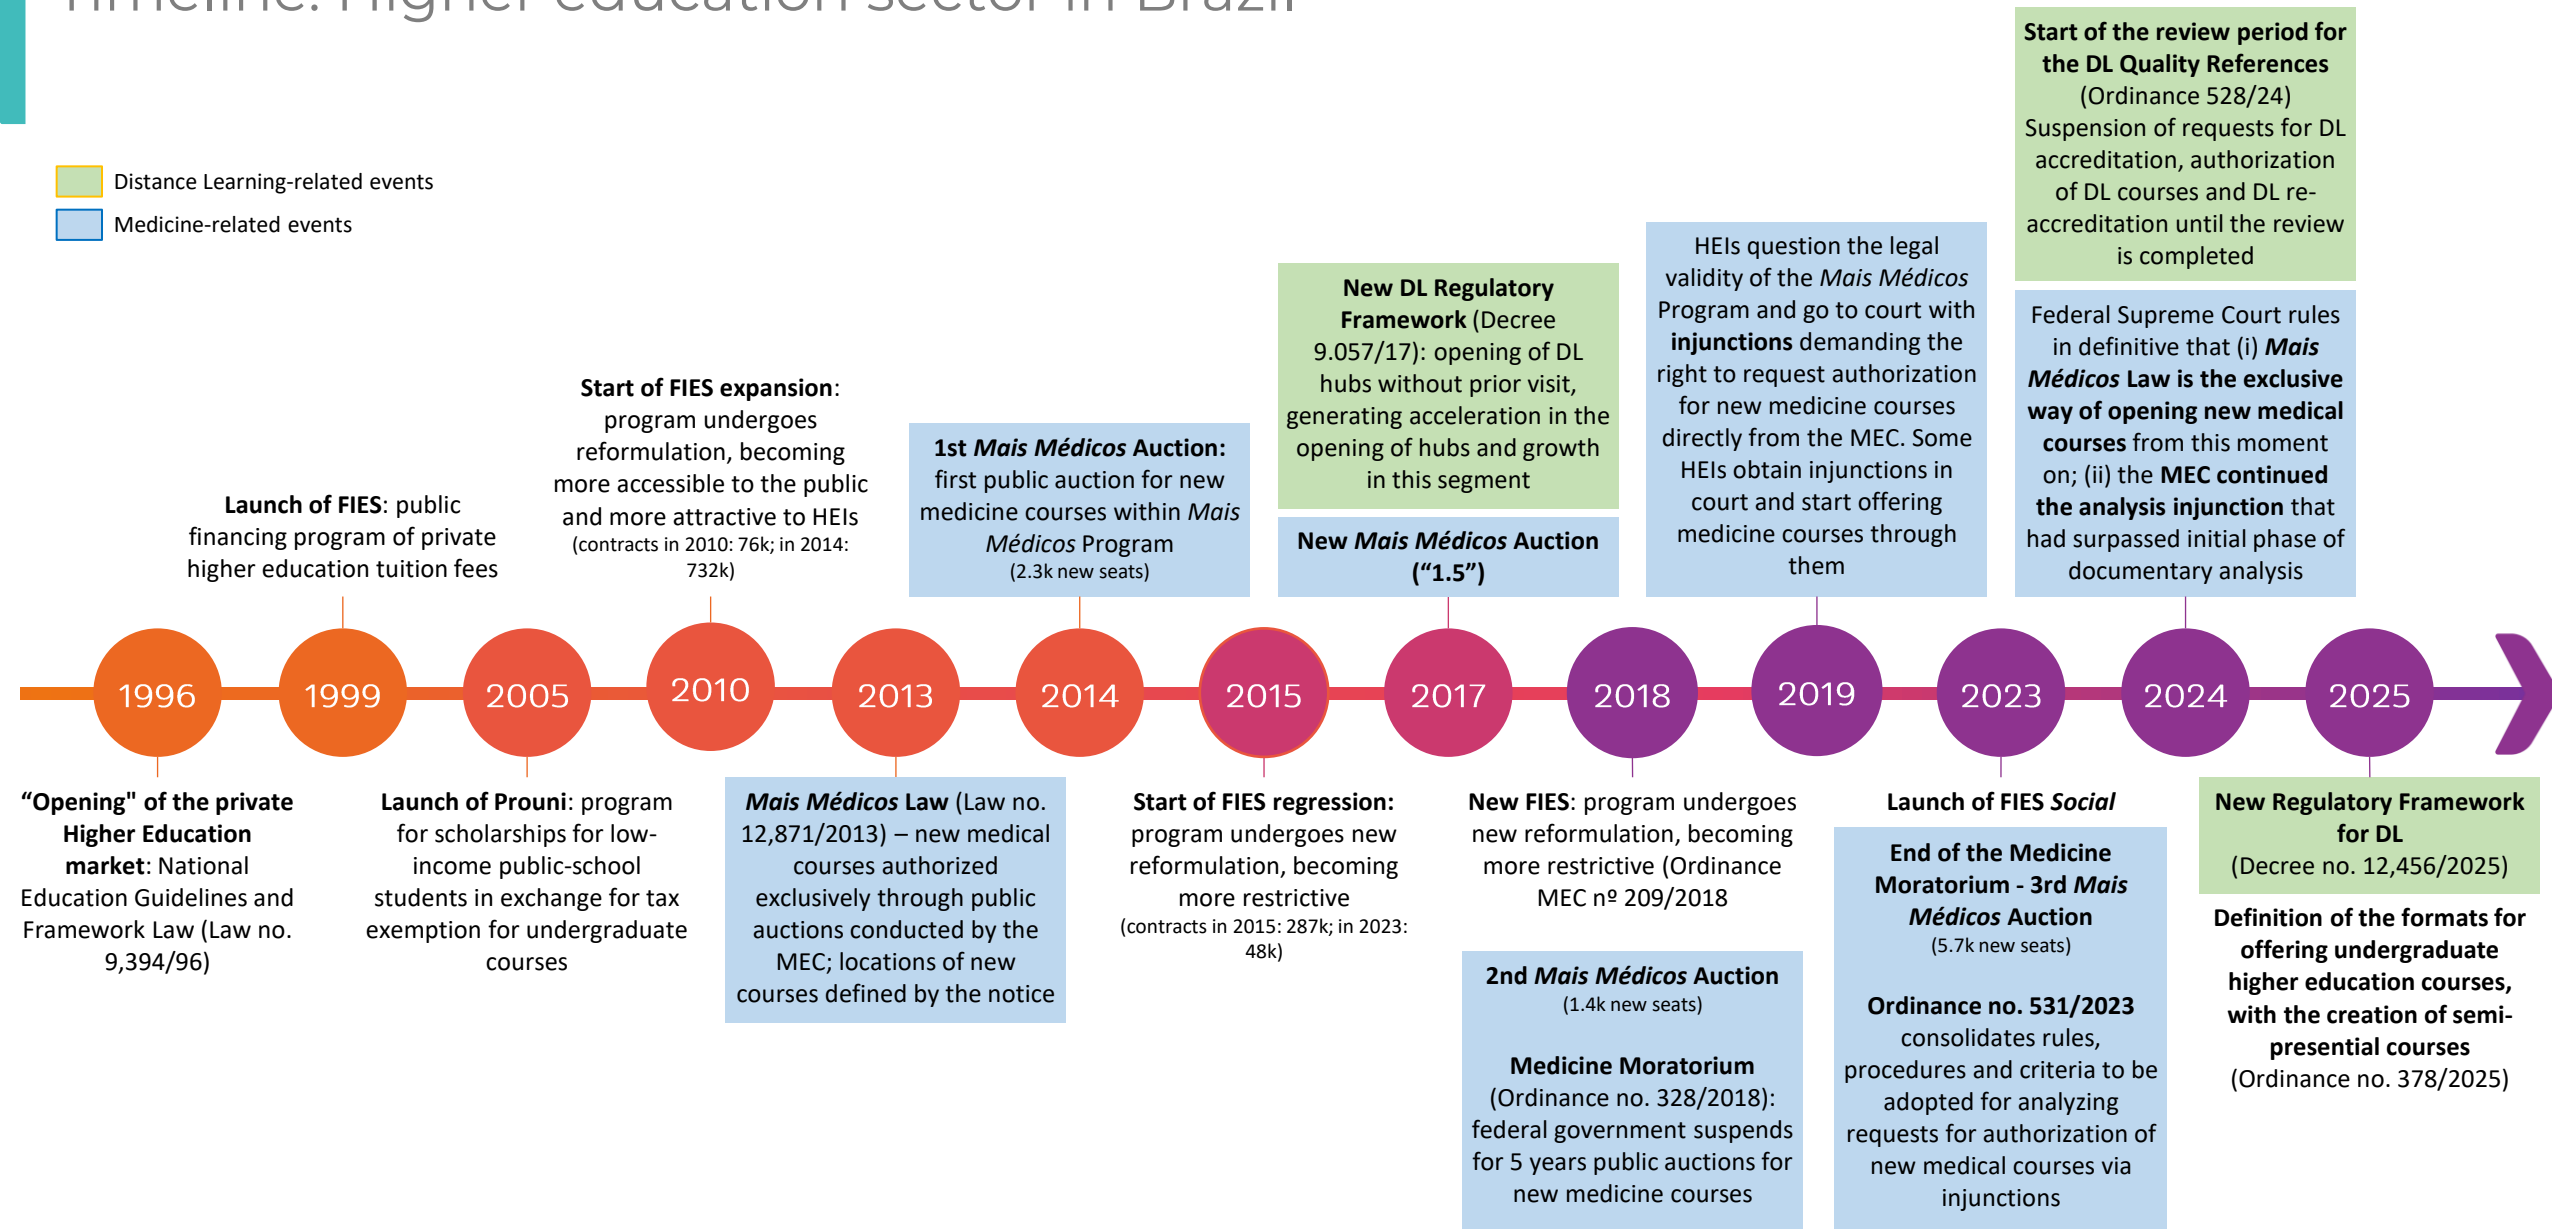 Timeline: Higher education sector in Brazil
Distance Learning-related events
Medicine-related events
Launch of FIES: public
financing program of private
higher education tuition fees
Start of FIES expansion:
program undergoes
reformulation, becoming
more accessible to the public
and more attractive to HEIs
(contracts in 2010: 76k; in 2014:
732k)
1st Mais Médicos Auction:
first public auction for new
medicine courses within Mais
Médicos Program
(2.3k new seats)
New DL Regulatory
Framework (Decree
9.057/17): opening of DL
hubs without prior visit,
generating acceleration in the
opening of hubs and growth
in this segment
New Mais Médicos Auction
(“1.5”)
HEIs question the legal
validity of the Mais Médicos
Program and go to court with
injunctions demanding the
right to request authorization
for new medicine courses
directly from the MEC. Some
HEIs obtain injunctions in
court and start offering
medicine courses through
them
Start of the review period for
the DL Quality References
(Ordinance 528/24)
Suspension of requests for DL
accreditation, authorization
of DL courses and DL re-
accreditation until the review
is completed
Federal Supreme Court rules
in definitive that (i) Mais
Médicos Law is the exclusive
way of opening new medical
courses from this moment
on; (ii) the MEC continued
the analysis injunction that
had surpassed initial phase of
documentary analysis
1996
1999
2005
2010
2013
2014
2015
2017
2018
2019
2023
2024
2025
“Opening" of the private
Higher Education
market: National
Education Guidelines and
Framework Law (Law no.
9,394/96)
Launch of Prouni: program
for scholarships for low-
income public-school
students in exchange for tax
exemption for undergraduate
courses
Mais Médicos Law (Law no.
12,871/2013) – new medical
courses authorized
exclusively through public
auctions conducted by the
MEC; locations of new
courses defined by the notice
Start of FIES regression:
program undergoes new
reformulation, becoming
more restrictive
(contracts in 2015: 287k; in 2023:
48k)
New FIES: program undergoes
new reformulation, becoming
more restrictive (Ordinance
MEC nº 209/2018
2nd Mais Médicos Auction
(1.4k new seats)
Medicine Moratorium
(Ordinance no. 328/2018):
federal government suspends
for 5 years public auctions for
new medicine courses
Launch of FIES Social
End of the Medicine
Moratorium - 3rd Mais
Médicos Auction
(5.7k new seats)
Ordinance no. 531/2023
consolidates rules,
procedures and criteria to be
adopted for analyzing
requests for authorization of
new medical courses via
injunctions
New Regulatory Framework
for DL
(Decree no. 12,456/2025)
Definition of the formats for
offering undergraduate
higher education courses,
with the creation of semi-
presential courses
(Ordinance no. 378/2025)